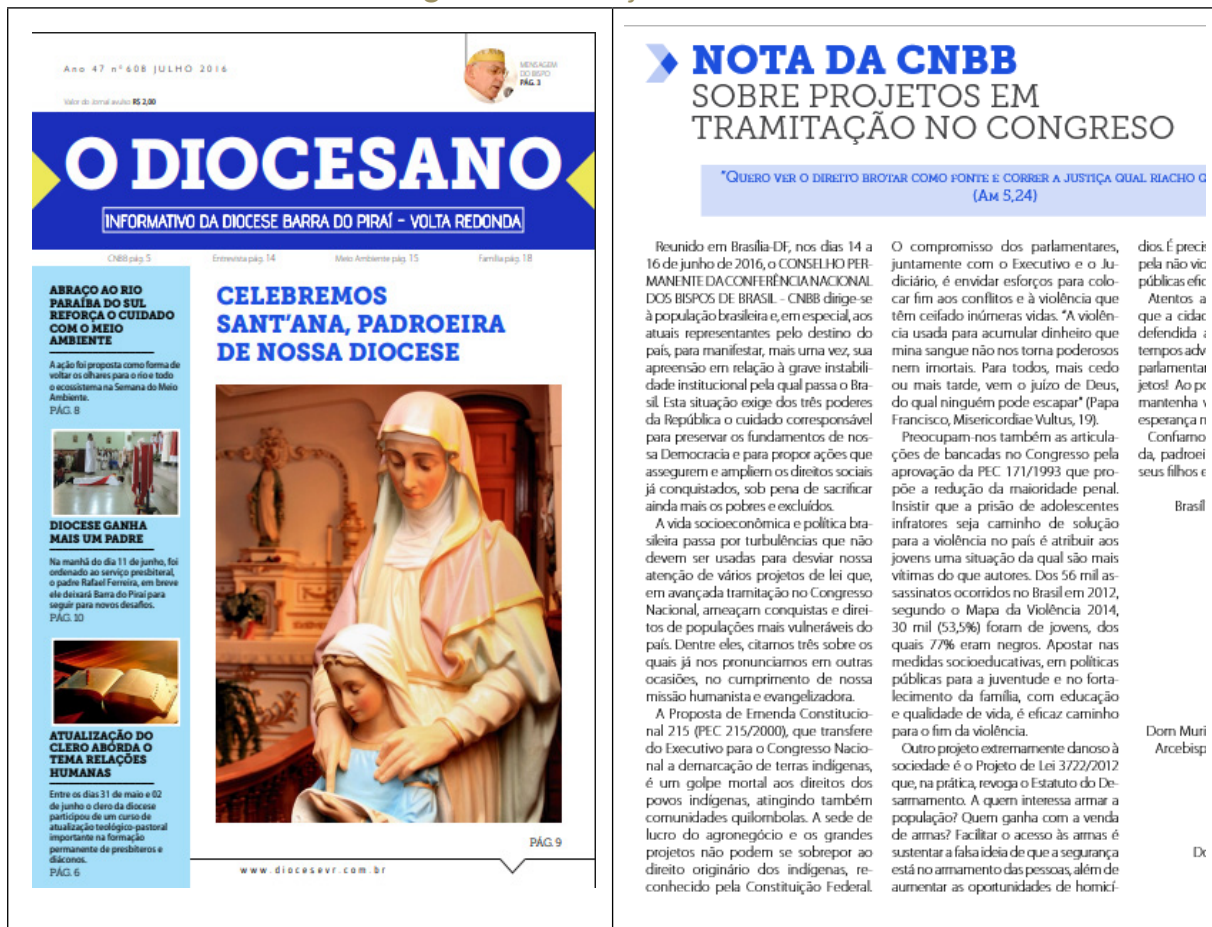 Ano 47 nº 608 JULHO 2016
MENSAGEM
DO BISPO
PÁG. 3
Valor do Jornal avulso R$ 2,00
O DIOCESANO
INFORMATIVO DA DIOCESE BARRA DO PIRAÍ - VOLTA REDONDA
CNBB pág. 5 Entrevista pág. 14 Meio Ambiente pág. 15 Família pág. 18
ABRAÇO AO RIO
PARAÍBA DO SUL
REFORÇA O CUIDADO
COM O MEIO
AMBIENTE
A ação foi proposta como forma de
voltar os olhares para o rio e todo
o ecossistema na Semana do Meio
Ambiente.
PÁG. 8
DIOCESE GANHA
MAIS UM PADRE
Na manhã do dia 11 de junho, foi
ordenado ao serviço presbiteral,
o padre Rafael Ferreira, em breve
ele deixará Barra do Piraí para
seguir para novos desafios.
PÁG. 10
ATUALIZAÇÃO DO
CLERO ABORDA O
TEMA RELAÇÕES
HUMANAS
Entre os dias 31 de maio e 02
de junho o clero da diocese
participou de um curso de
atualização teológico-pastoral
importante na formação
permanente de presbíteros e
diáconos.
PÁG. 6
CELEBREMOS
SANT'ANA, PADROEIRA
DE NOSSA DIOCESE
PÁG. 9
www.diocesevr.com.br
NOTA DA CNBB
SOBRE PROJETOS EM
TRAMITAÇÃO NO CONGRESO
"QUERO VER O DIREITO BROTAR COMO FONTE E CORRER A JUSTIÇA QUAL RIACHO Q
(AM 5,24)
Reunido em Brasília-DF, nos dias 14 a
16 de junho de 2016, o CONSELHO PER-
MANENTE DA CONFERÊNCIA NACIONAL
DOS BISPOS DE BRASIL - CNBB dirige-se
à população brasileira e, em especial, aos
atuais representantes pelo destino do
país, para manifestar, mais uma vez, sua
apreensão em relação à grave instabili-
dade institucional pela qual passa o Bra-
sil. Esta situação exige dos três poderes
da República o cuidado corresponsável
para preservar os fundamentos de nos-
sa Democracia e para propor ações que
assegurem e ampliem os direitos sociais
já conquistados, sob pena de sacrificar
ainda mais os pobres e excluídos.
A vida socioeconômica e política bra-
sileira passa por turbulências que não
devem ser usadas para desviar nossa
atenção de vários projetos de lei que,
em avançada tramitação no Congresso
Nacional, ameaçam conquistas e direi-
tos de populações mais vulneráveis do
país. Dentre eles, citamos três sobre os
quais já nos pronunciamos em outras
ocasiões, no cumprimento de nossa
missão humanista e evangelizadora.
A Proposta de Emenda Constitucio-
nal 215 (PEC 215/2000), que transfere
do Executivo para o Congresso Nacio-
nal a demarcação de terras indígenas,
é um golpe mortal aos direitos dos
povos indígenas, atingindo também
comunidades quilombolas. A sede de
lucro do agronegócio e os grandes
projetos não podem se sobrepor ao
direito originário dos indígenas, re-
conhecido pela Constituição Federal.
O compromisso dos parlamentares,
juntamente com o Executivo e o Ju-
diciário, é envidar esforços para colo-
car fim aos conflitos e à violência que
têm ceifado inúmeras vidas. "A violên-
cia usada para acumular dinheiro que
mina sangue não nos torna poderosos
nem imortais. Para todos, mais cedo
ou mais tarde, vem o juízo de Deus,
do qual ninguém pode escapar" (Papa
Francisco, Misericordiae Vultus, 19).
Preocupam-nos também as articula-
ções de bancadas no Congresso pela
aprovação da PEC 171/1993 que pro-
põe a redução da maioridade penal.
Insistir que a prisão de adolescentes
infratores seja caminho de solução
para a violência no país é atribuir aos
jovens uma situação da qual são mais
vítimas do que autores. Dos 56 mil as-
sassinatos ocorridos no Brasil em 2012,
segundo o Mapa da Violência 2014,
30 mil (53,5%) foram de jovens, dos
quais 77% eram negros. Apostar nas
medidas socioeducativas, em políticas
públicas para a juventude e no forta-
lecimento da família, com educação
e qualidade de vida, é eficaz caminho
para o fim da violência.
Outro projeto extremamente danoso à
sociedade é o Projeto de Lei 3722/2012
que, na prática, revoga o Estatuto do De-
sarmamento. A quem interessa armar a
população? Quem ganha com a venda
de armas? Facilitar o acesso às armas é
sustentar a falsa ideia de que a segurança
está no armamento das pessoas, além de
aumentar as oportunidades de homicí-
dios. É precis
pela não vio
públicas efic
Atentos a
que a cidad
defendida a
tempos adv
parlamentar
jetos! Ao po
mantenha v
esperança n
Confiamo
da, padroei
seus filhos e
Brasíl
Dom Muri
Arcebisp
Do